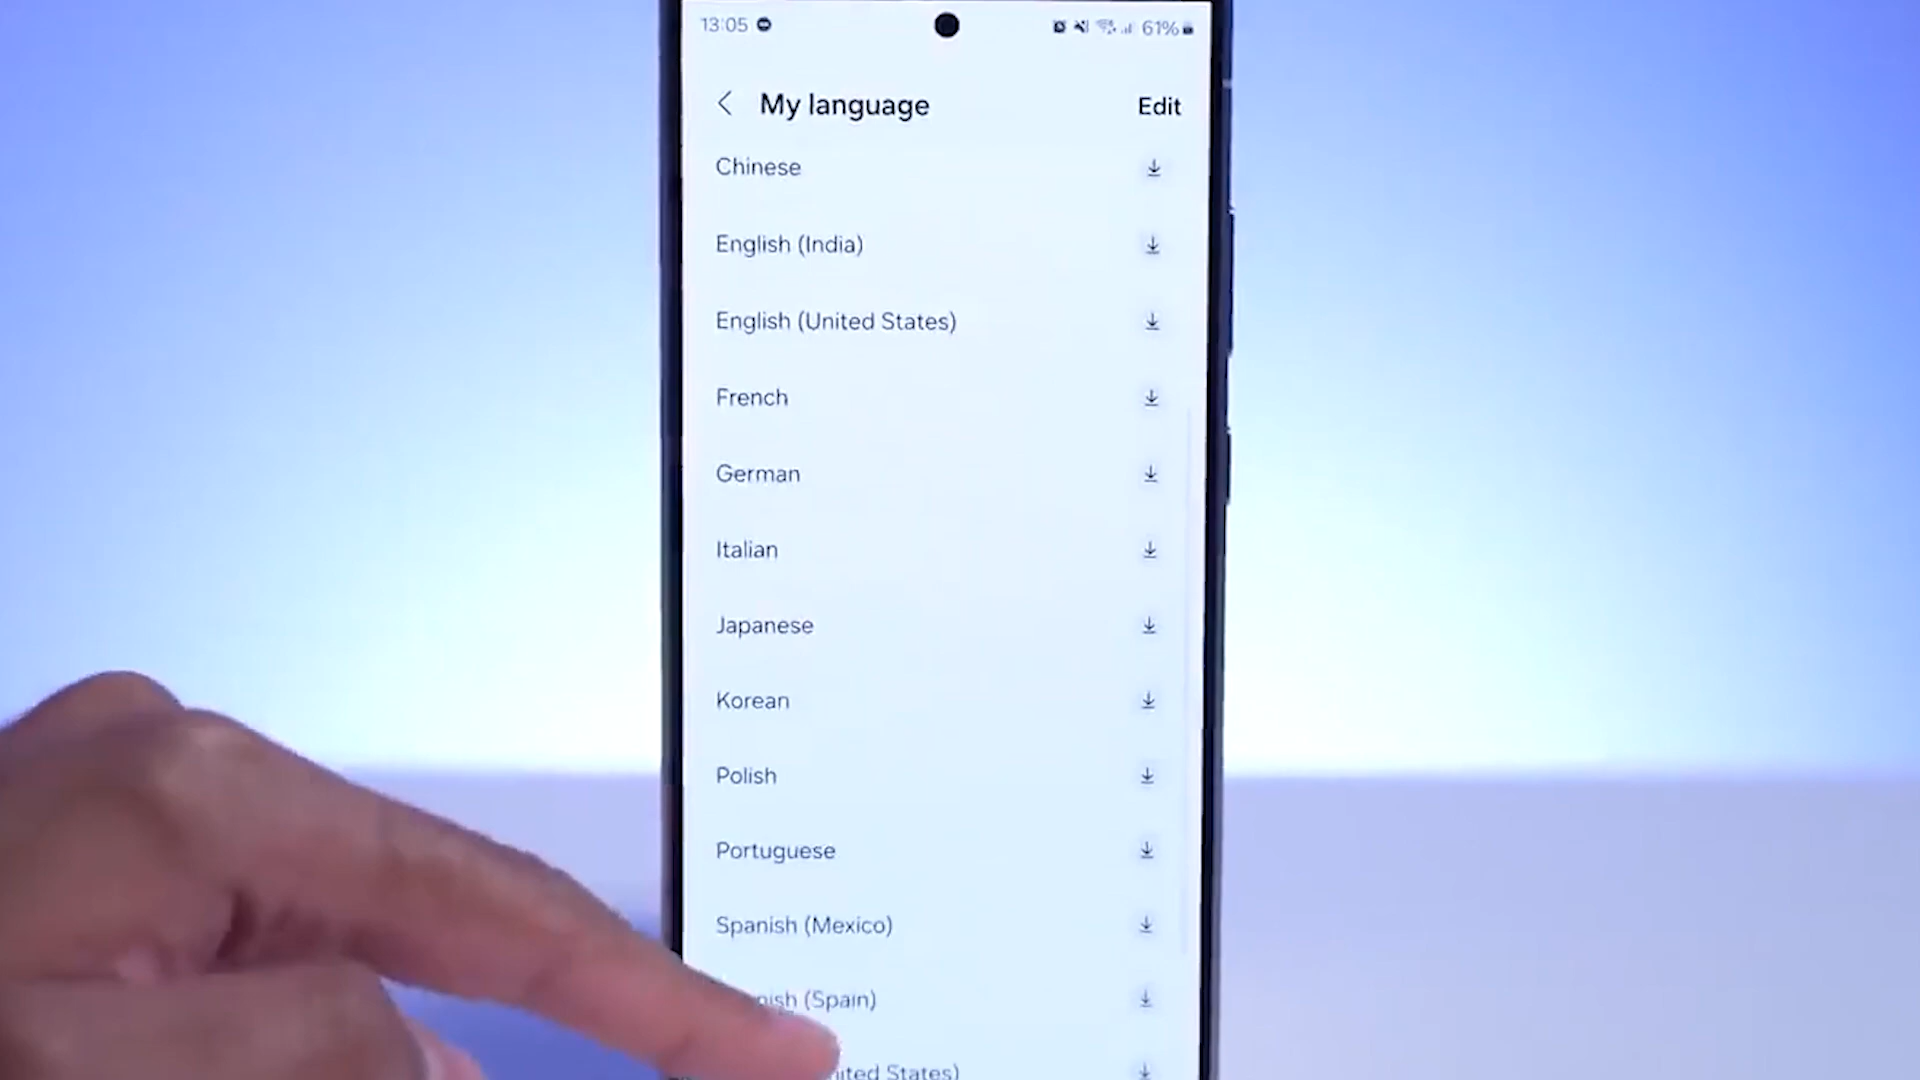 13:05
61%
My language
Edit
Chinese
English (India)
English (United States)
French
German
Italian
Japanese
Korean
Polish
Portuguese
Spanish (Mexico)
(Spain)
States)